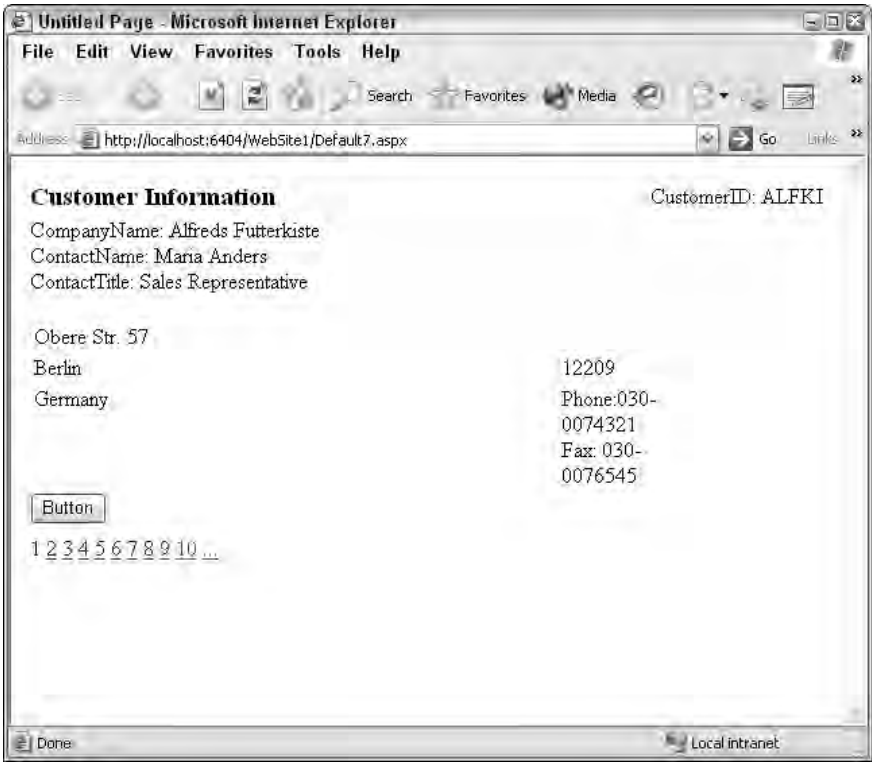 Untitled Page - Microsoft Internet Explorer
File Edit View Favorites Tools Help
Search Favorites Media »
Address http://localhost:6404/WebSite1/Default7.aspx Go Links »
Customer Information CustomerID: ALFKI
CompanyName: Alfreds Futterkiste
ContactName: Maria Anders
ContactTitle: Sales Representative
Obere Str. 57
Berlin 12209
Germany Phone:030-
0074321
Fax: 030-
0076545
Button
1 2 3 4 5 6 7 8 9 10 ...
Done Local intranet